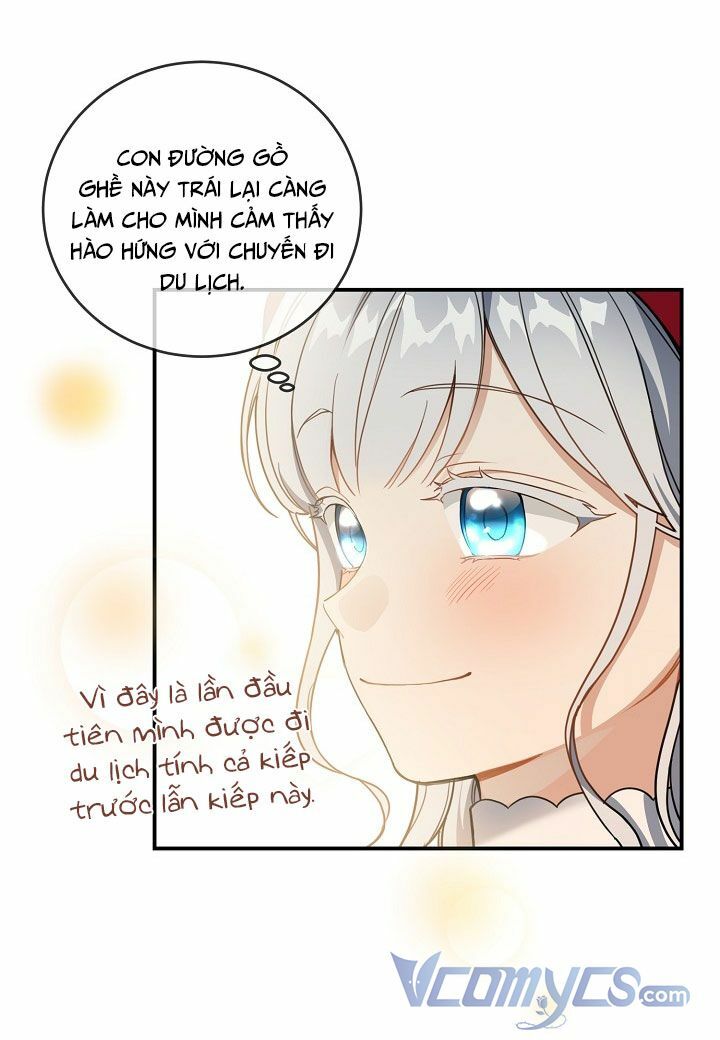 CON ĐƯỜNG GỒ
GHỀ NÀY TRÁI LẠI CÀNG
LÀM CHO MÌNH CẢM THẤY
HÀO HỨNG VỚI CHUYẾN ĐI
DU LỊCH.
Vì đây là lần đầu
tiên mình được đi
du lịch tính cả kiếp
trước lẫn kiếp này.
VCOMYCS.com